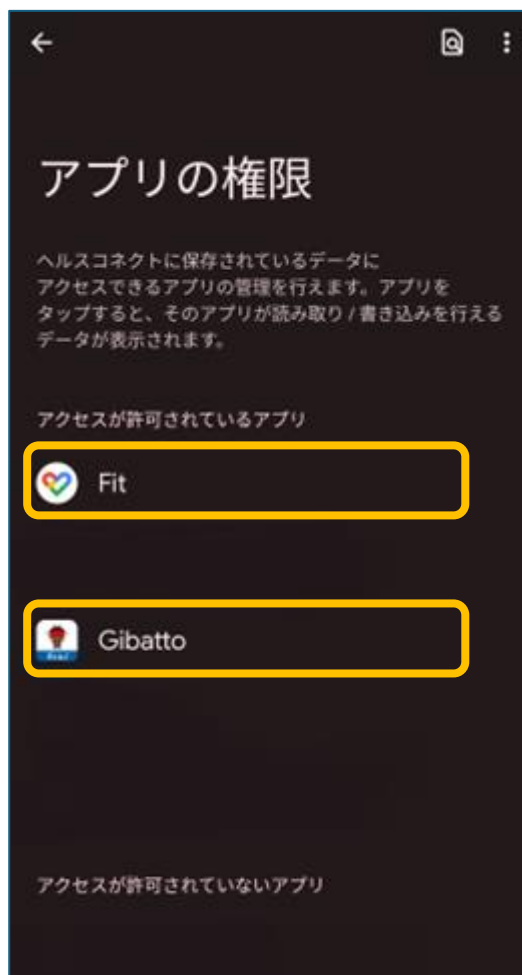 アプリの権限
ヘルスコネクトに保存されているデータに
アクセスできるアプリの管理を行えます。アプリを
タップすると、そのアプリが読み取り / 書き込みを行える
データが表示されます。
アクセスが許可されているアプリ
Fit
Gibatto
アクセスが許可されていないアプリ